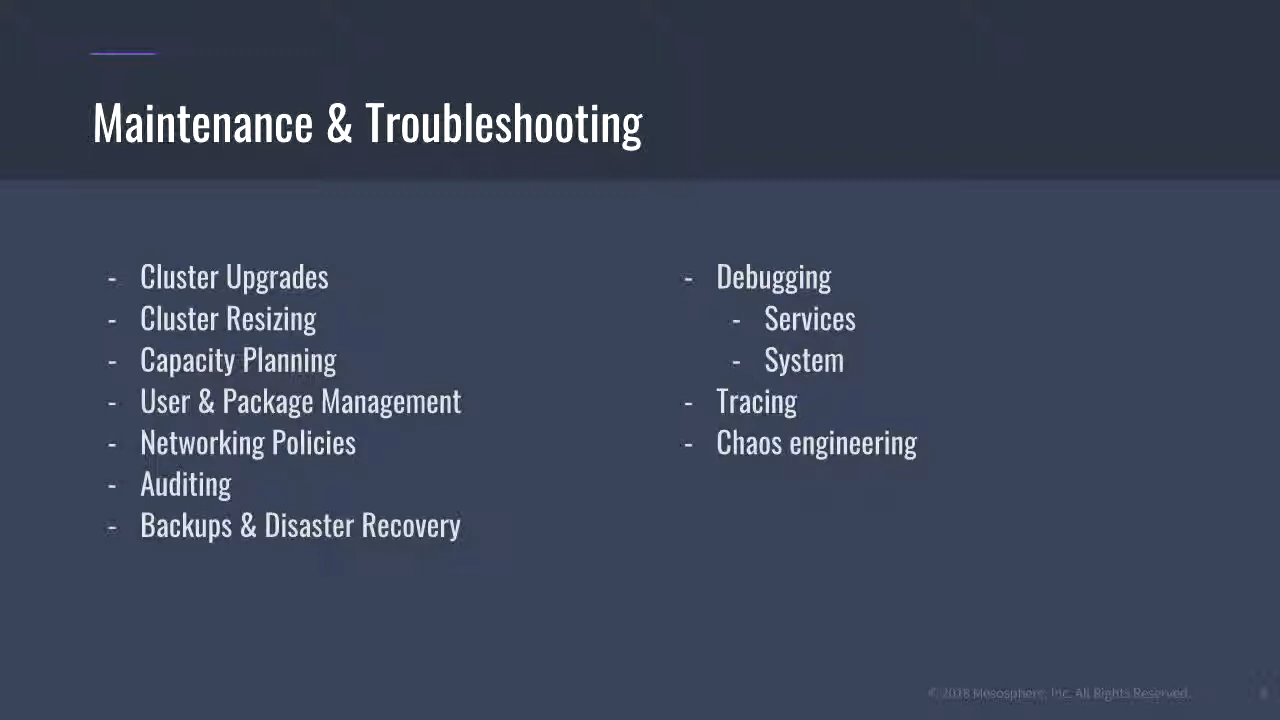 Maintenance & Troubleshooting
- Cluster Upgrades
- Cluster Resizing
- Capacity Planning
- User & Package Management
- Networking Policies
- Auditing
- Backups & Disaster Recovery
- Debugging
- Services
- System
- Tracing
- Chaos engineering
© 2018 Mesosphere, Inc. All Rights Reserved.